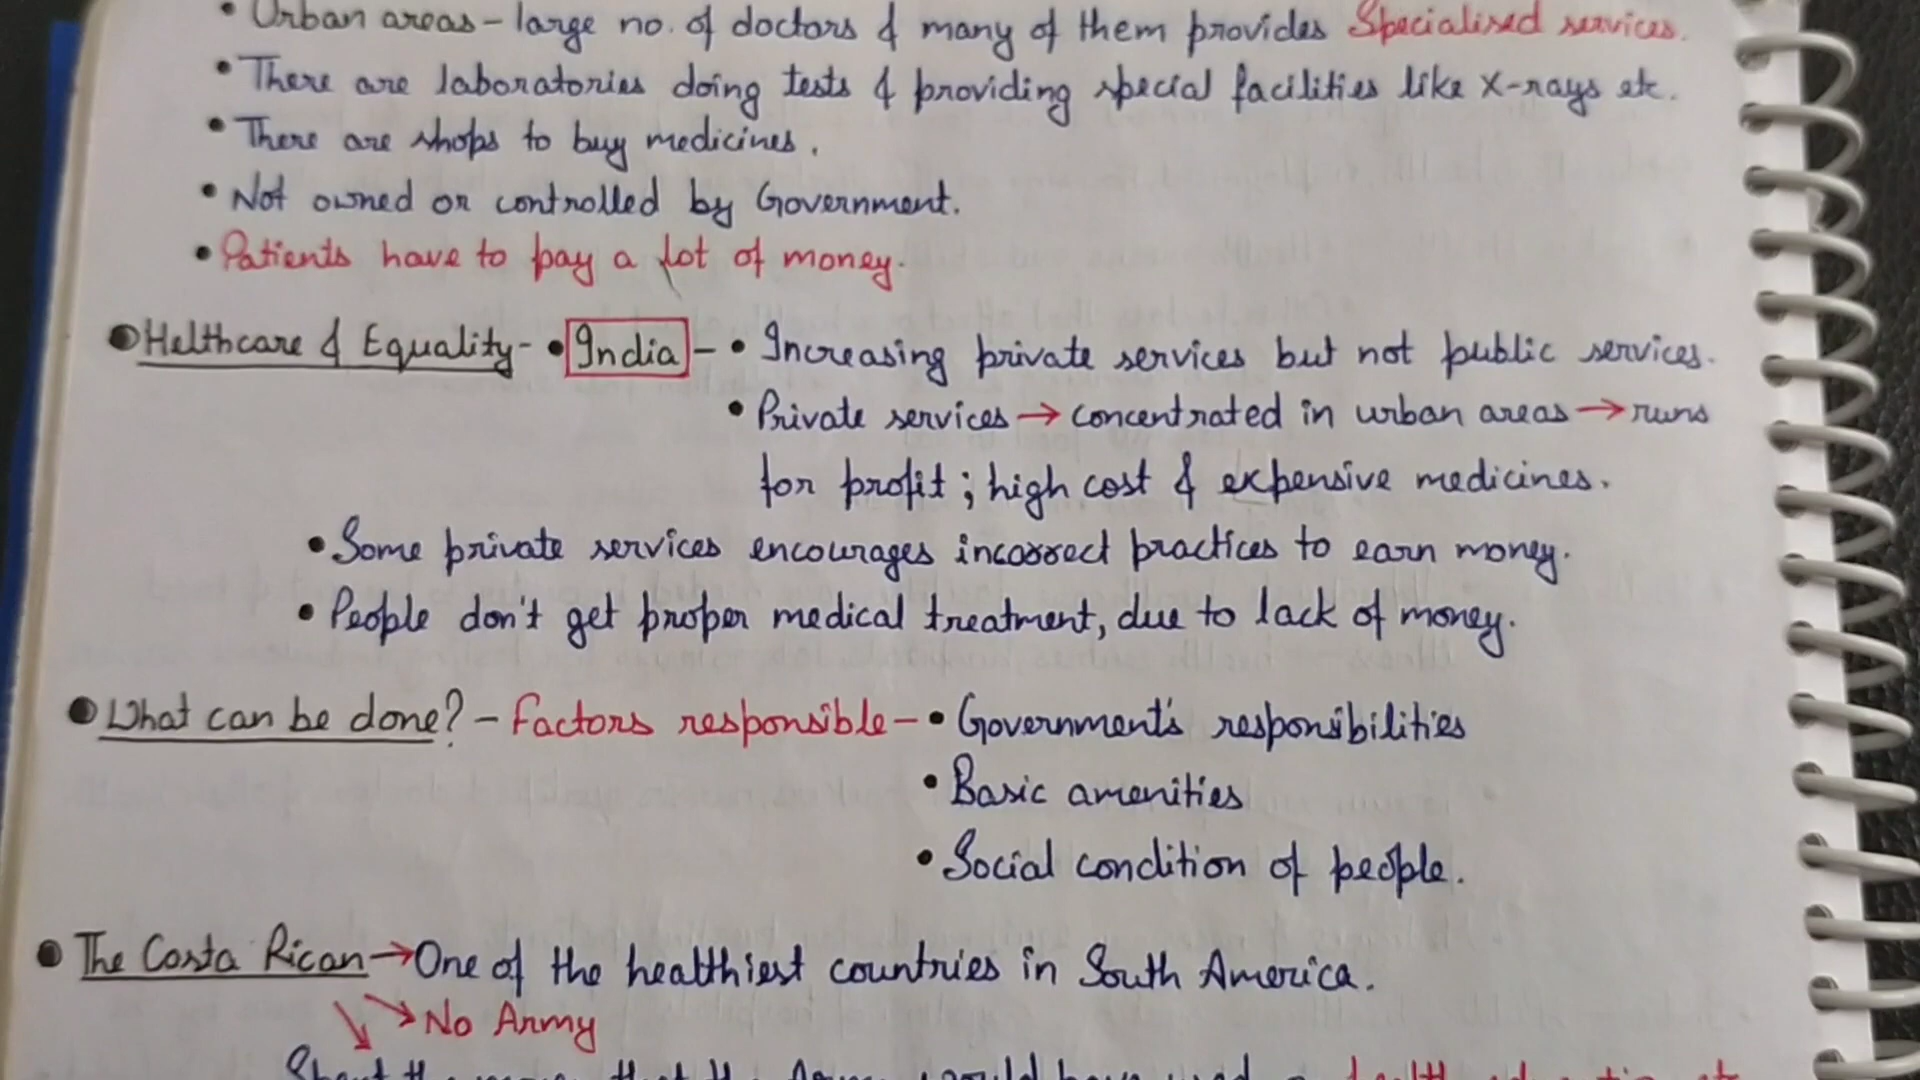 • Urban areas – large no. of doctors & many of them provides Specialised services.
• There are laboratories doing tests & providing special facilities like X-rays etc.
• There are shops to buy medicines.
• Not owned or controlled by Government.
• Patients have to pay a lot of money.
• Helthcare & Equality - • India – • Increasing private services but not public services.
• Private services → concentrated in urban areas → runs
for profit ; high cost & expensive medicines.
• Some private services encourages incorrect practices to earn money.
• People don't get proper medical treatment, due to lack of money.
• What can be done? – Factors responsible – • Government's responsibilities
• Basic amenities
• Social condition of people.
• The Costa Rican → One of the healthiest countries in South America.
→ No Army